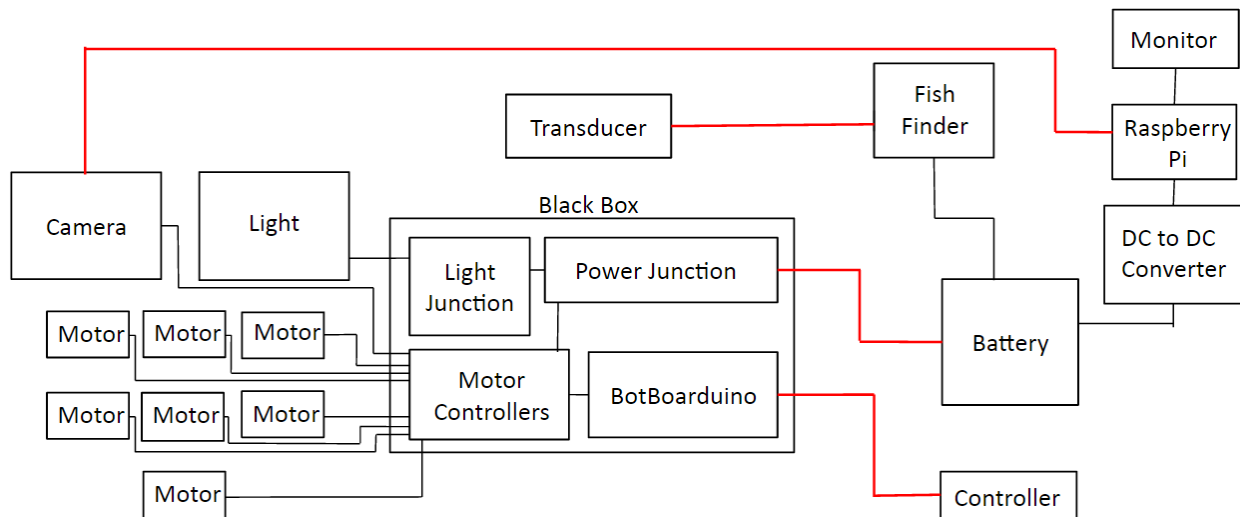 Monitor
Fish
Finder
Transducer
Raspberry
Pi
Black Box
Camera
Light
DC to DC
Converter
Light
Junction
Power Junction
Motor
Motor
Motor
Battery
Motor
Controllers
BotBoarduino
Motor
Motor
Motor
Motor
Controller